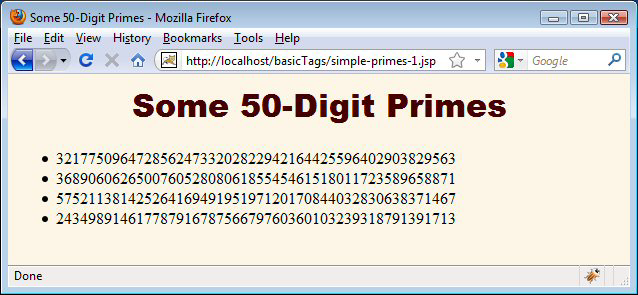 Some 50-Digit Primes - Mozilla Firefox
File Edit View History Bookmarks Tools Help
http://localhost/basicTags/simple-primes-1.jsp Google
Some 50-Digit Primes
32177509647285624733202822942164425596402903829563
36890606265007605280806185545461518011723589658871
57521138142526416949195197120170844032830638371467
24349891461778791678756679760360103239318791391713
Done